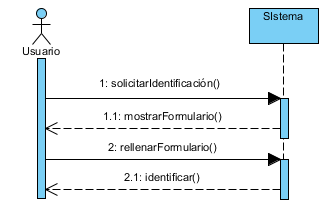 Usuario
SIstema
1: solicitarIdentificación()
1.1: mostrarFormulario()
2: rellenarFormulario()
2.1: identificar()